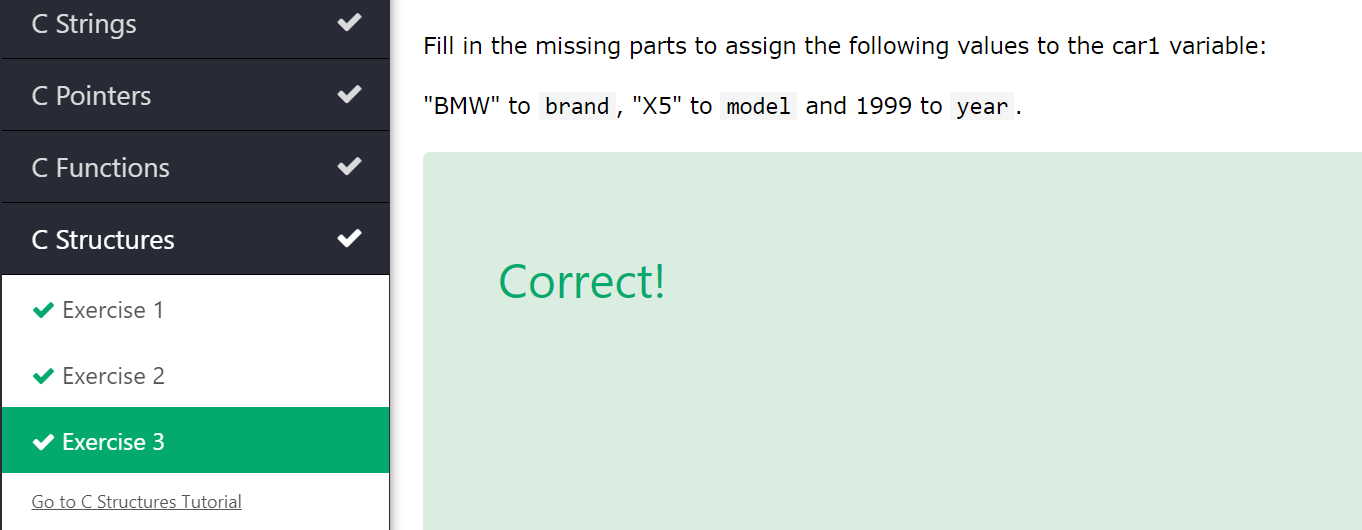 C Strings
C Pointers
C Functions
C Structures
Exercise 1
Exercise 2
Exercise 3
Go to C Structures Tutorial
Fill in the missing parts to assign the following values to the car1 variable:
"BMW" to brand, "X5" to model and 1999 to year.
Correct!